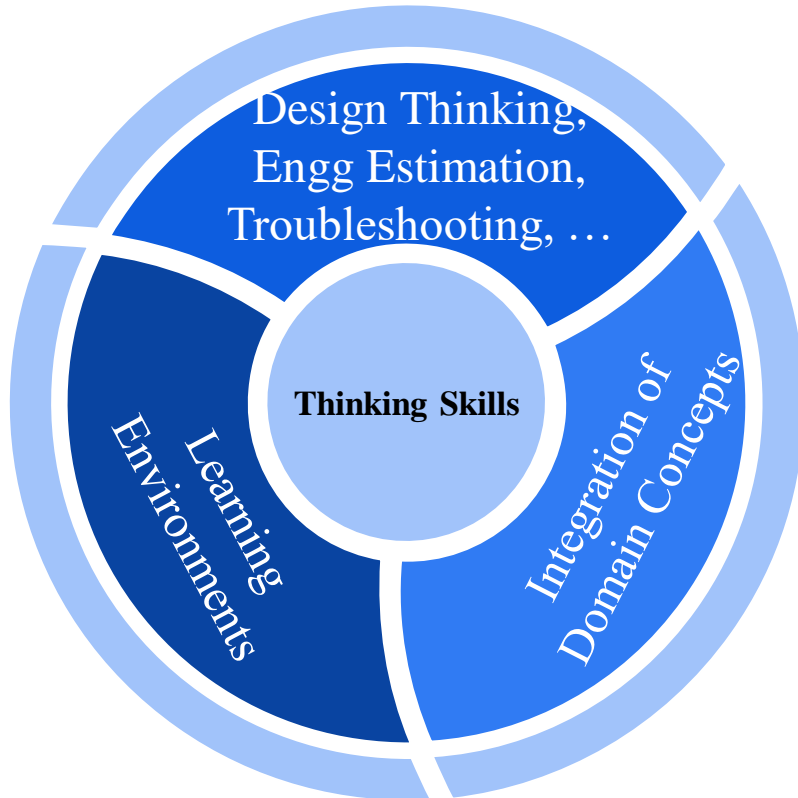 Design Thinking,
Engg Estimation,
Troubleshooting, …
Thinking Skills
Integration of
Domain Concepts
Learning
Environments